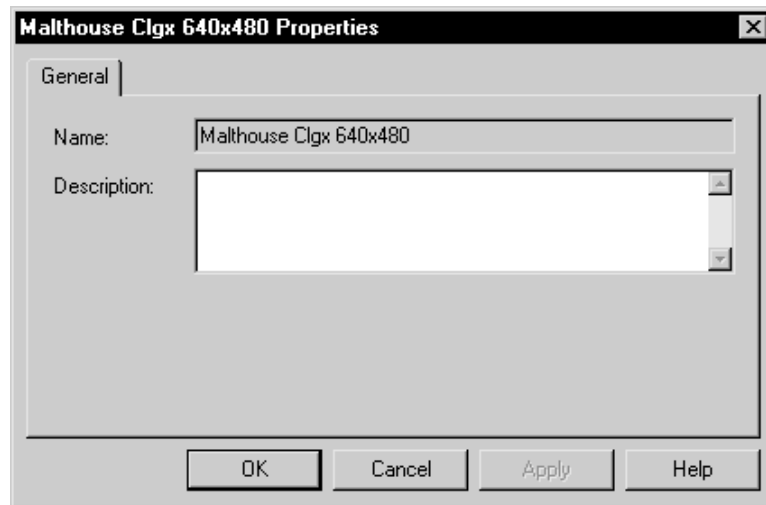 Malthouse Clgx 640x480 Properties
General
Name: Malthouse Clgx 640x480
Description:
OK Cancel Apply Help